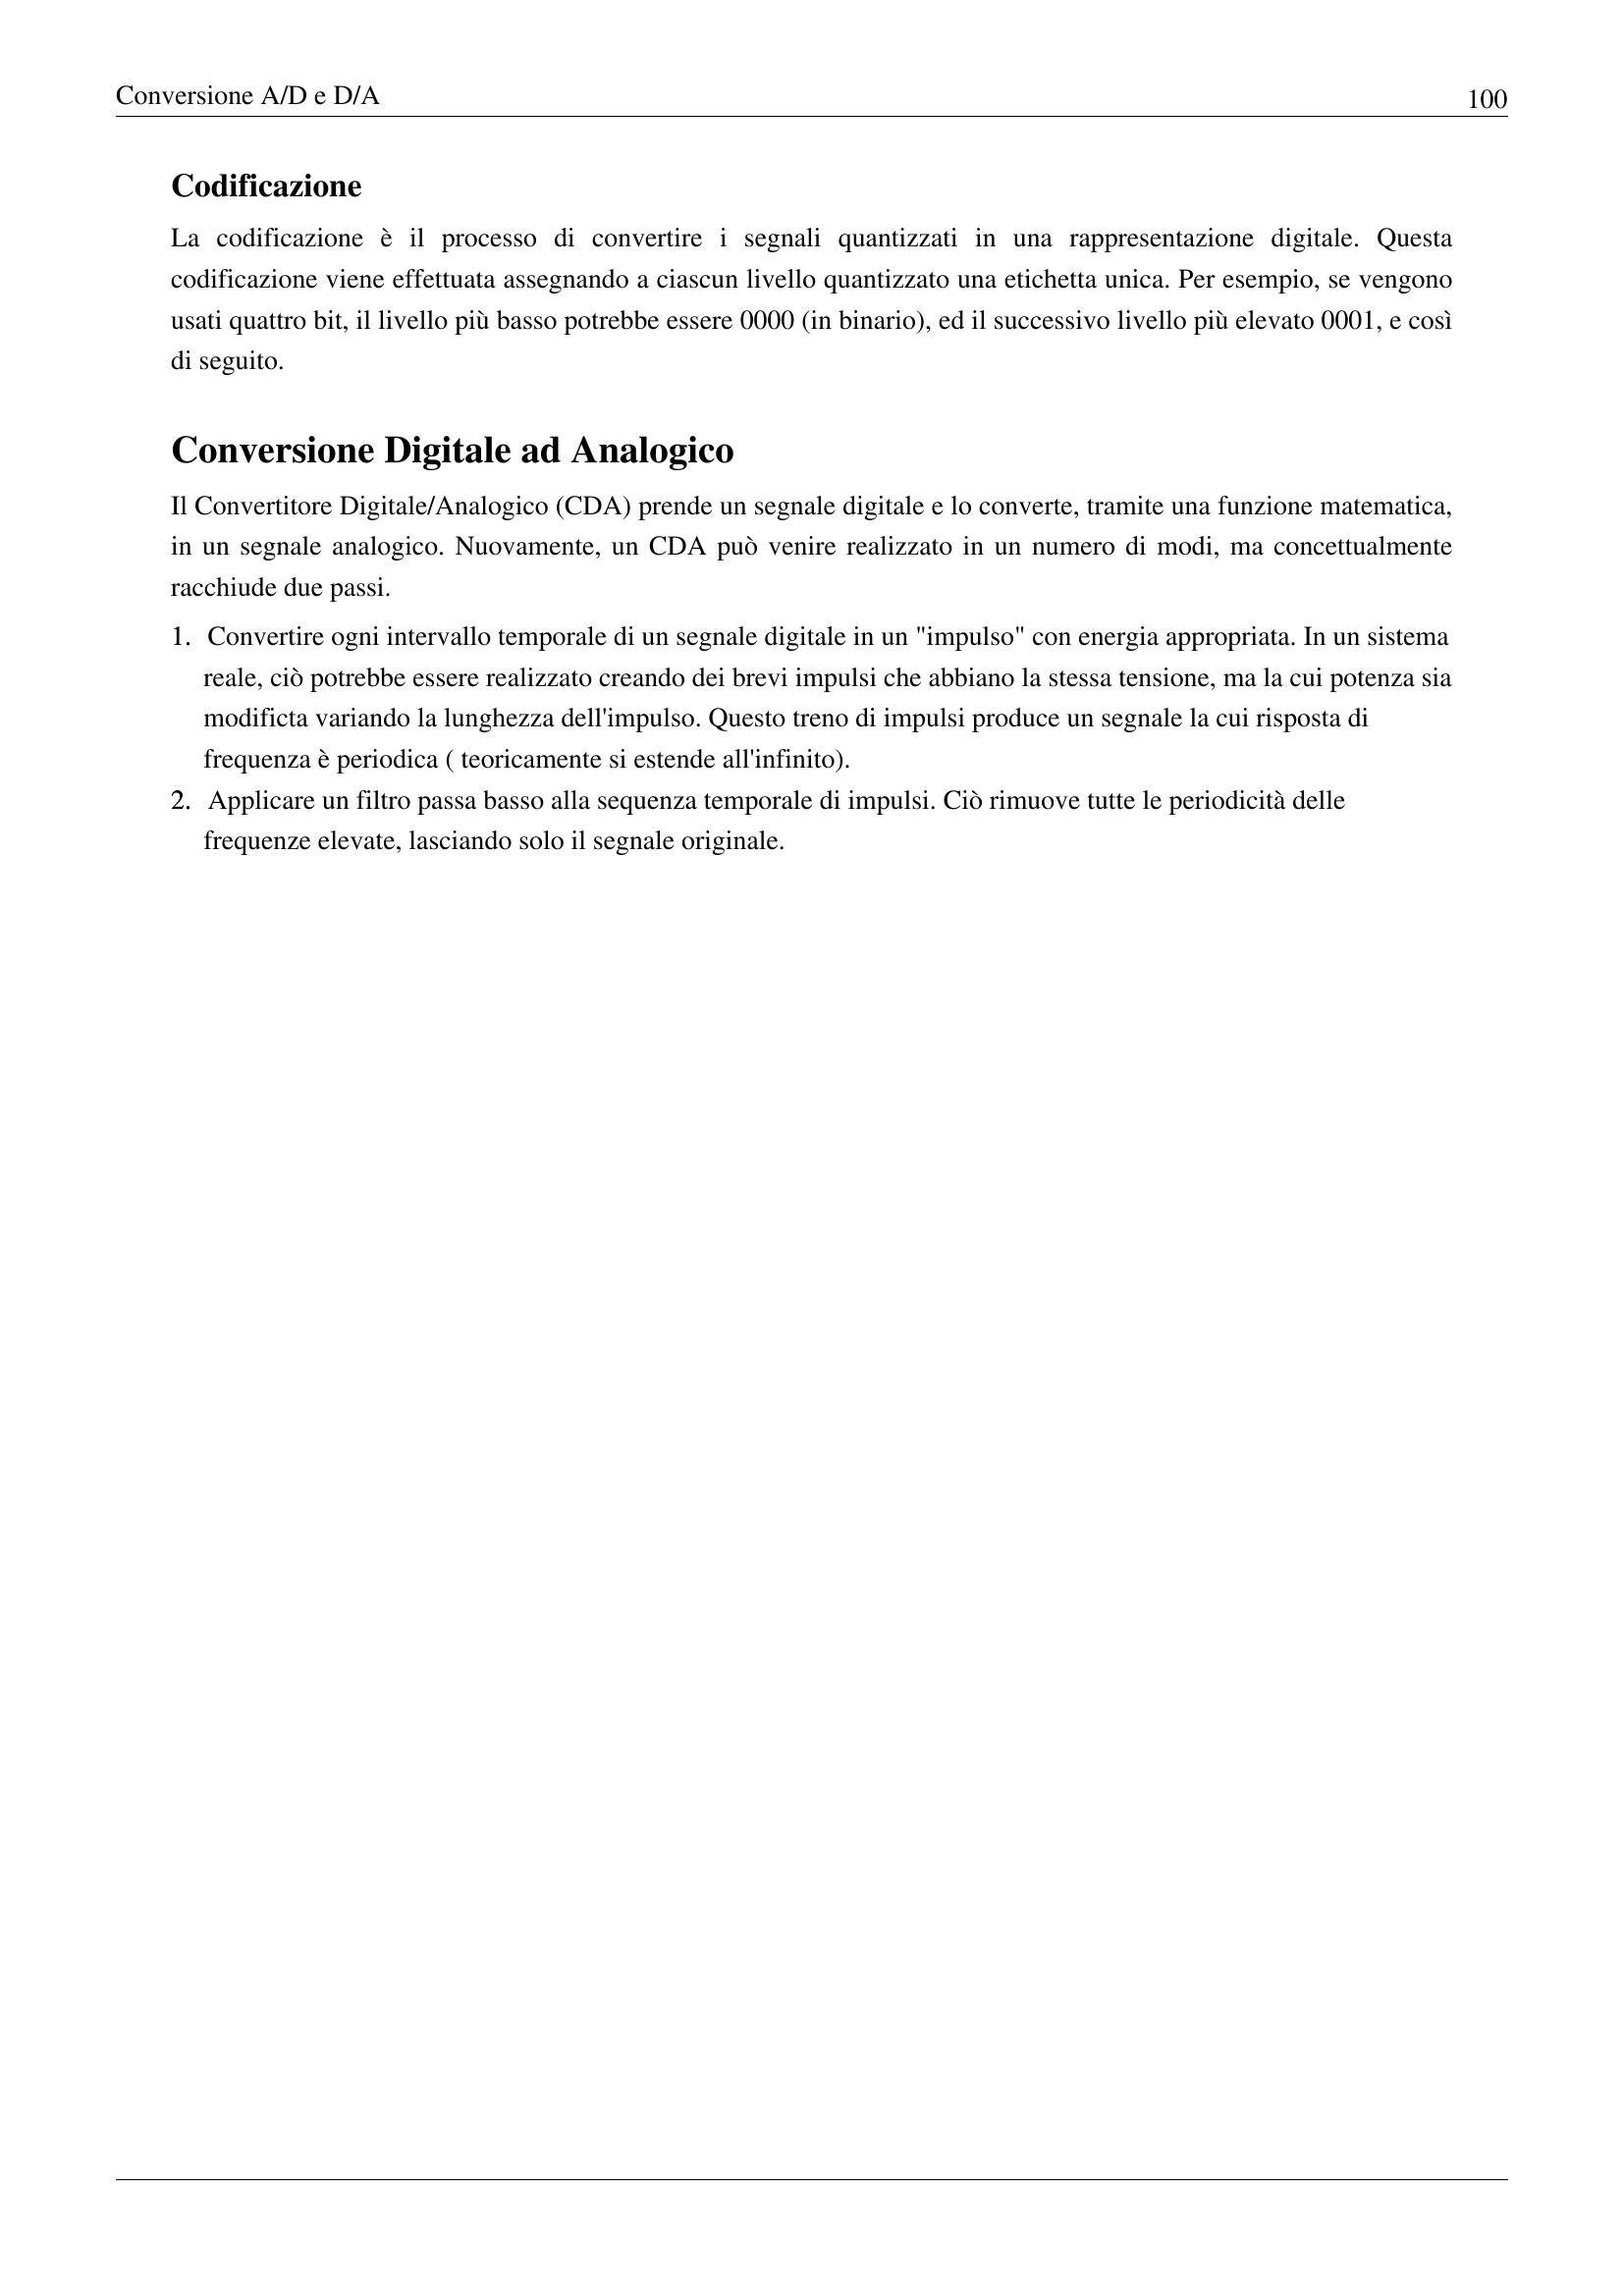 Conversione A/D e D/A
100
Codificazione
La codificazione è il processo di convertire i segnali quantizzati in una rappresentazione digitale. Questa
codificazione viene effettuata assegnando a ciascun livello quantizzato una etichetta unica. Per esempio, se vengono
usati quattro bit, il livello più basso potrebbe essere 0000 (in binario), ed il successivo livello più elevato 0001, e così
di seguito.
Conversione Digitale ad Analogico
Il Convertitore Digitale/Analogico (CDA) prende un segnale digitale e lo converte, tramite una funzione matematica,
in un segnale analogico. Nuovamente, un CDA può venire realizzato in un numero di modi, ma concettualmente
racchiude due passi.
1. Convertire ogni intervallo temporale di un segnale digitale in un "impulso" con energia appropriata. In un sistema
reale, ciò potrebbe essere realizzato creando dei brevi impulsi che abbiano la stessa tensione, ma la cui potenza sia
modificta variando la lunghezza dell'impulso. Questo treno di impulsi produce un segnale la cui risposta di
frequenza è periodica ( teoricamente si estende all'infinito).
2. Applicare un filtro passa basso alla sequenza temporale di impulsi. Ciò rimuove tutte le periodicità delle
frequenze elevate, lasciando solo il segnale originale.